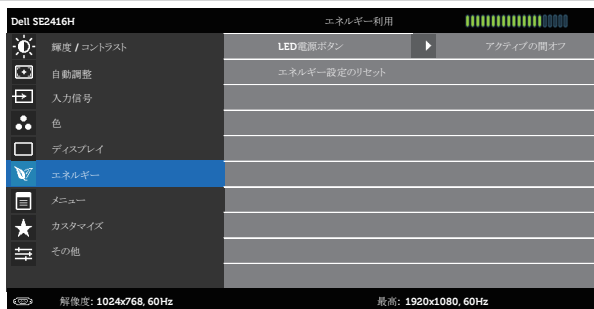 Dell SE2416H エネルギー利用
輝度 / コントラスト LED電源ボタン アクティブの間オフ
自動調整 エネルギー設定のリセット
入力信号
色
ディスプレイ
エネルギー
メニュー
カスタマイズ
その他
解像度: 1024x768, 60Hz 最高: 1920x1080, 60Hz